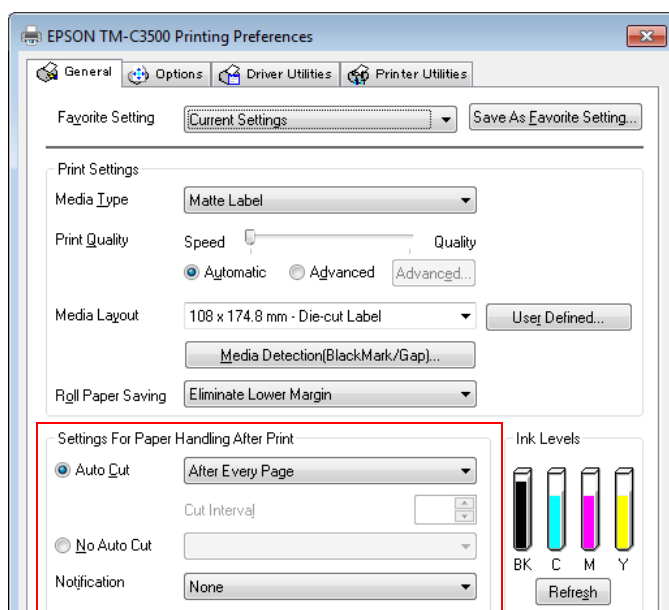 EPSON TM-C3500 Printing Preferences
General Options Driver Utilities Printer Utilities
Favorite Setting Current Settings Save As Favorite Setting...
Print Settings
Media Type Matte Label
Print Quality Speed Quality
Automatic Advanced Advanced...
Media Layout 108 x 174.8 mm - Die-cut Label User Defined...
Media Detection(BlackMark/Gap)...
Roll Paper Saving Eliminate Lower Margin
Settings For Paper Handling After Print Ink Levels
Auto Cut After Every Page
Cut Interval
No Auto Cut
BK C M Y
Notification None Refresh